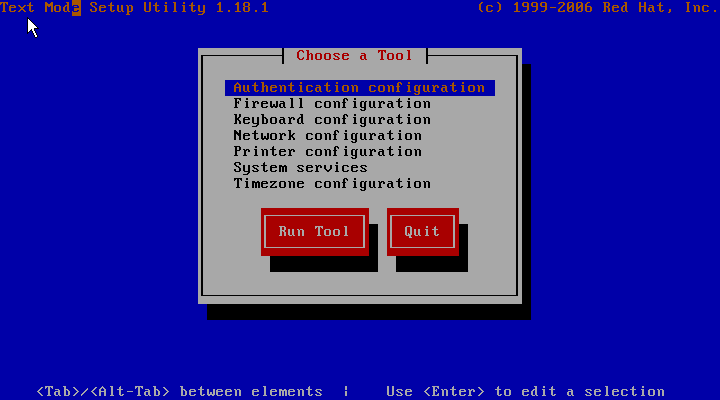 Text Mode Setup Utility 1.18.1 (c) 1999-2006 Red Hat, Inc.
Choose a Tool
Authentication configuration
Firewall configuration
Keyboard configuration
Network configuration
Printer configuration
System services
Timezone configuration
Run Tool Quit
<Tab>/<Alt-Tab> between elements | Use <Enter> to edit a selection